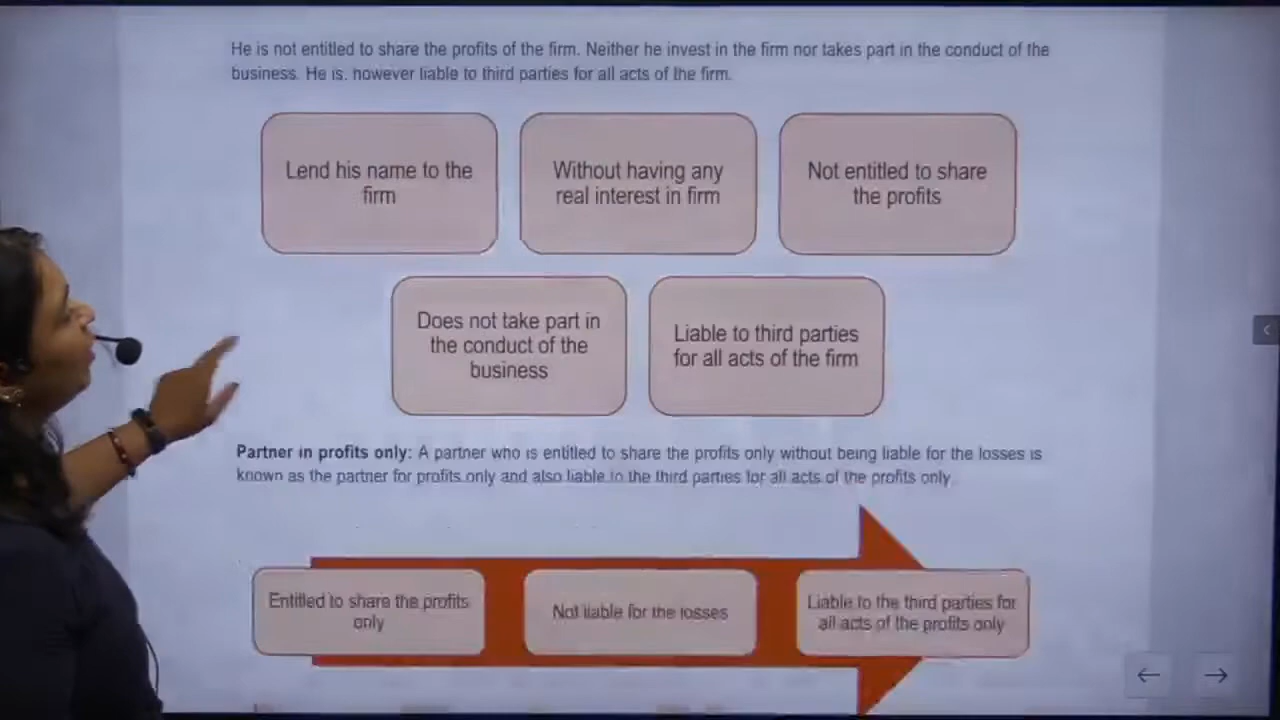 He is not entitled to share the profits of the firm. Neither he invest in the firm nor takes part in the conduct of the
business. He is. however liable to third parties for all acts of the firm.
Lend his name to the
firm
Without having any
real interest in firm
Not entitled to share
the profits
Does not take part in
the conduct of the
business
Liable to third parties
for all acts of the firm
Partner in profits only: A partner who is entitled to share the profits only without being liable for the losses is
known as the partner for profits only and also liable to the third parties for all acts of the profits only.
Entitled to share the profits
only
Not liable for the losses
Liable to the third parties for
all acts of the profits only